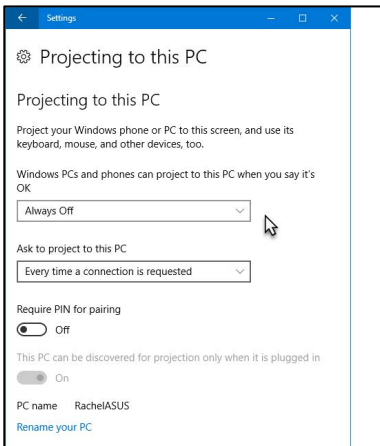 Settings
Projecting to this PC
Projecting to this PC
Project your Windows phone or PC to this screen, and use its
keyboard, mouse, and other devices, too.
Windows PCs and phones can project to this PC when you say it's
OK
Always Off
Ask to project to this PC
Every time a connection is requested
Require PIN for pairing
Off
This PC can be discovered for projection only when it is plugged in
On
PC name RachelASUS
Rename your PC